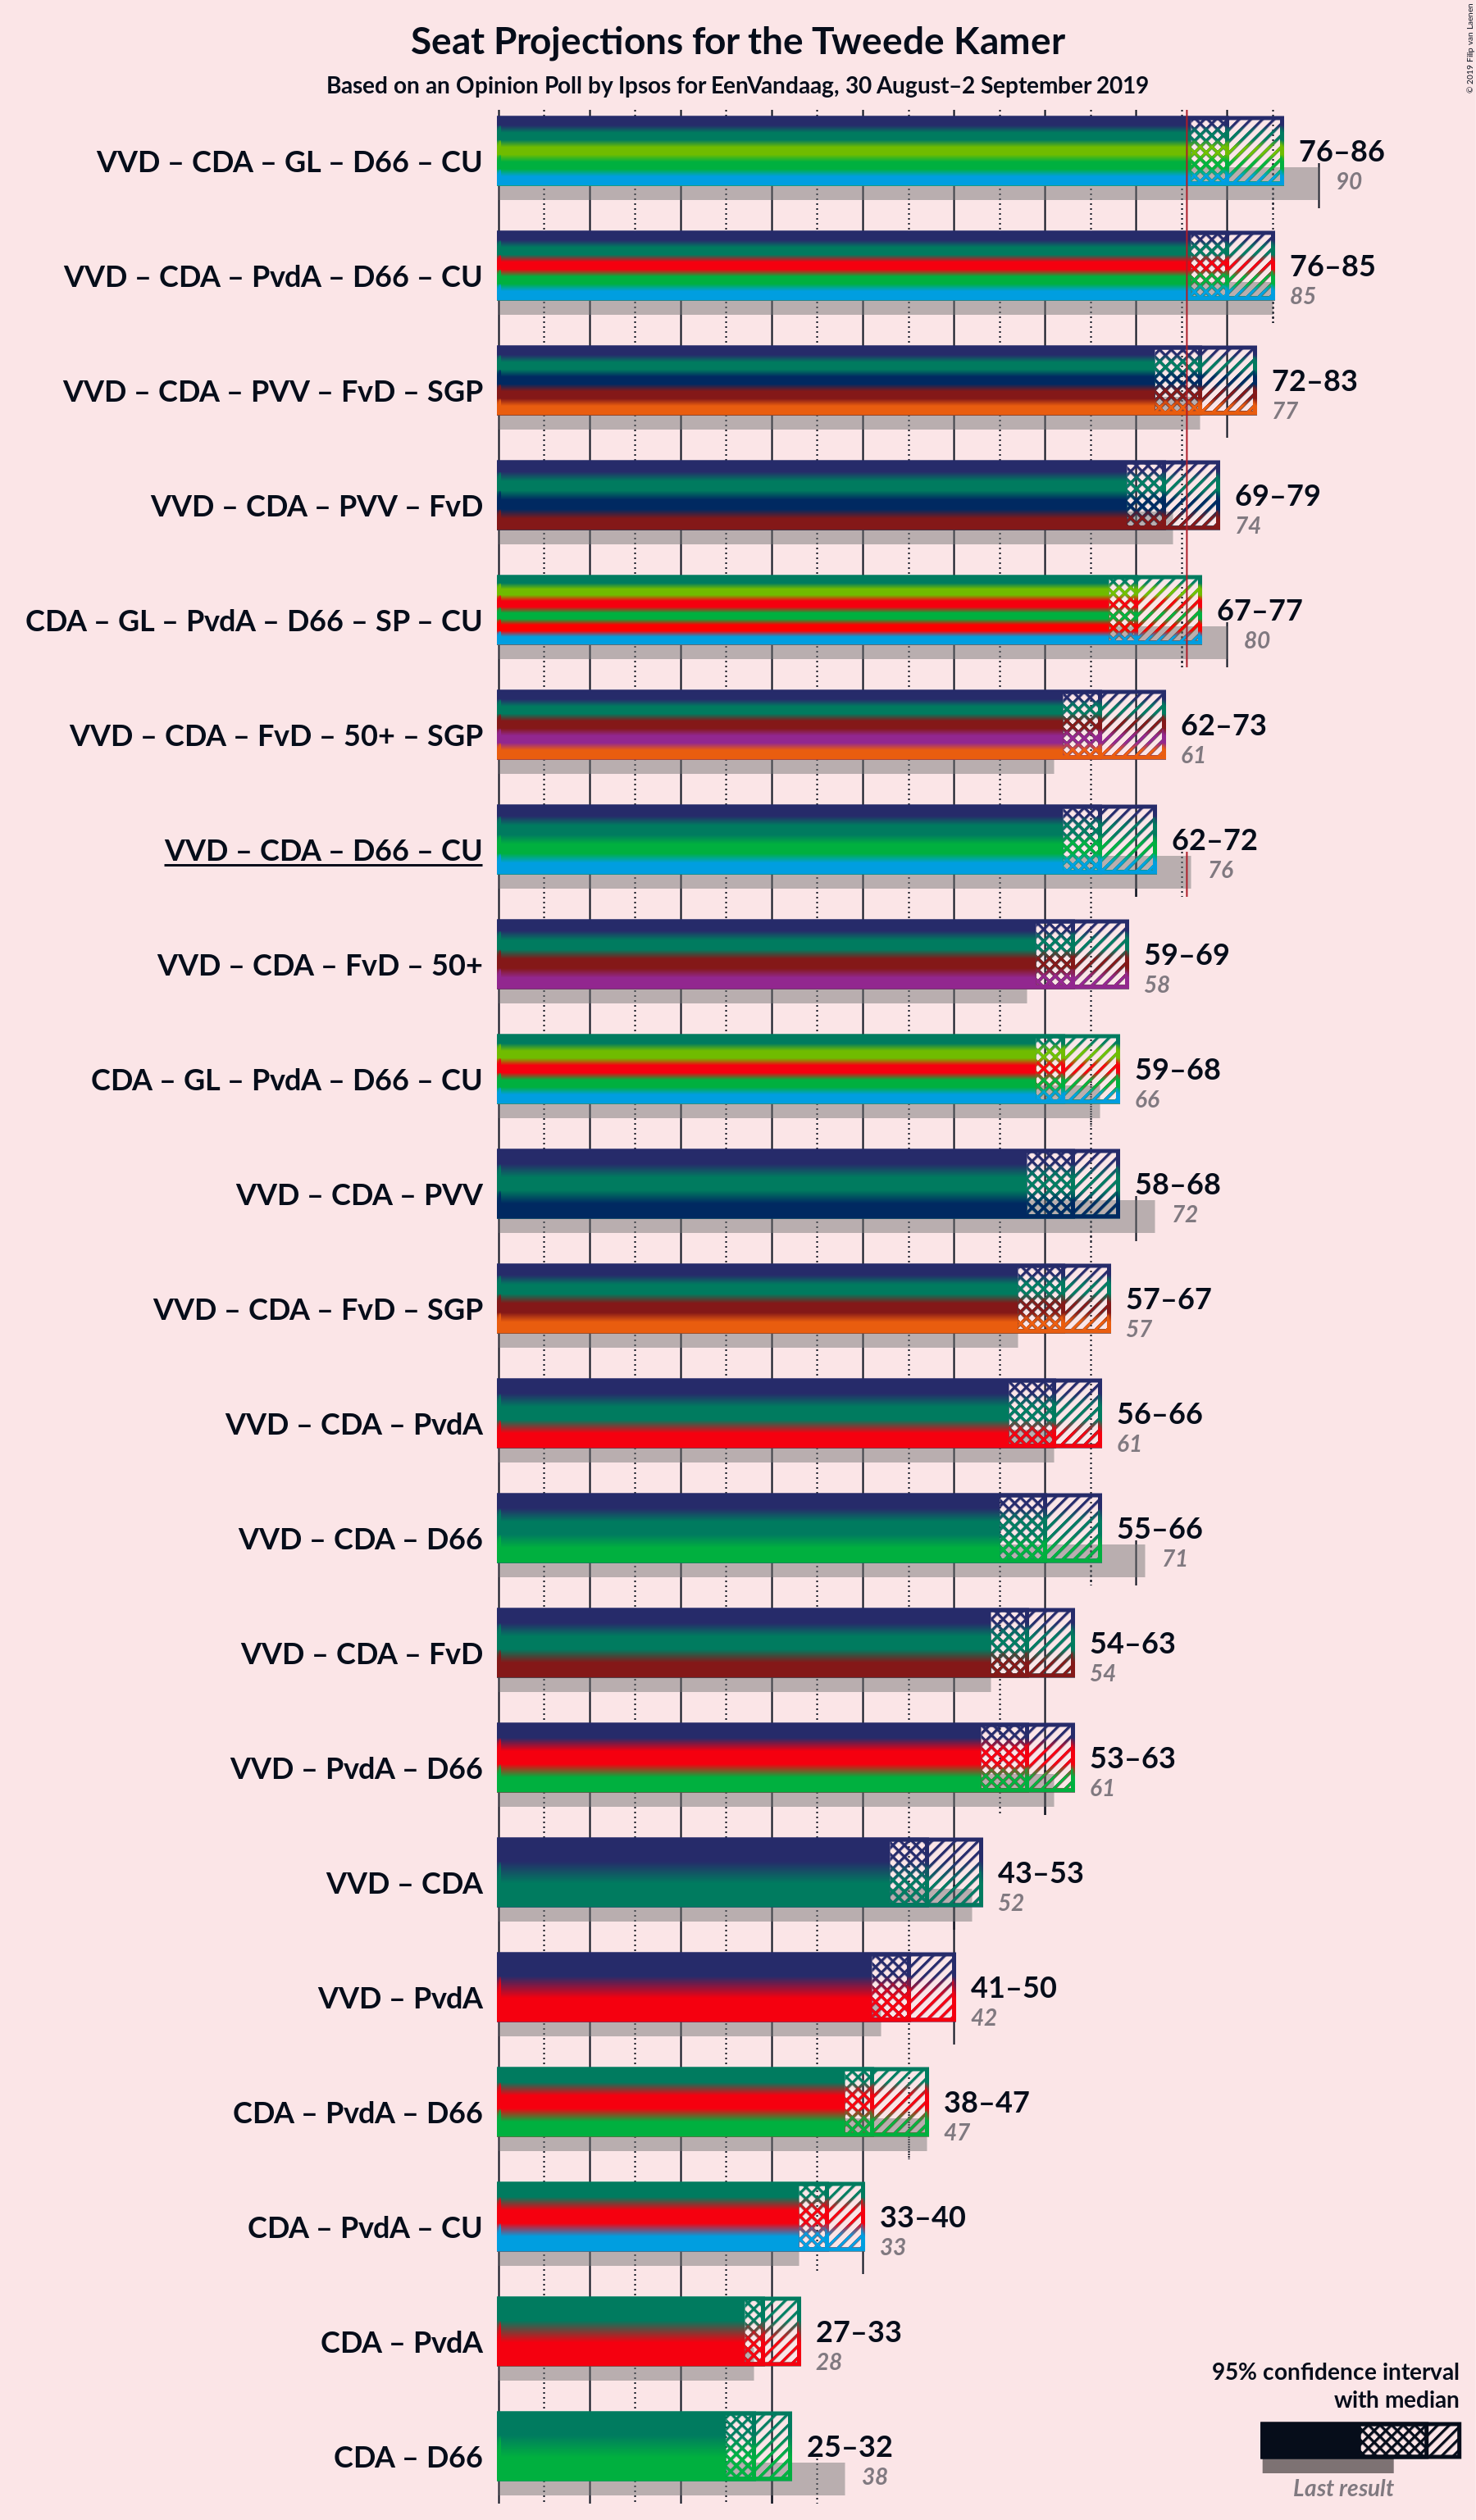 Seat Projections for the Tweede Kamer
Based on an Opinion Poll by Ipsos for EenVandaag, 30 August–2 September 2019
© 2019 Filip van Laenen
VVD – CDA – GL – D66 – CU
76–86
90
VVD – CDA – PvdA – D66 – CU
76–85
85
VVD – CDA – PVV – FvD – SGP
72–83
77
VVD – CDA – PVV – FvD
69–79
74
CDA – GL – PvdA – D66 – SP – CU
67–77
80
VVD – CDA – FvD – 50+ – SGP
62–73
61
VVD – CDA – D66 – CU
62–72
76
VVD – CDA – FvD – 50+
59–69
58
CDA – GL – PvdA – D66 – CU
59–68
66
VVD – CDA – PVV
58–68
72
VVD – CDA – FvD – SGP
57–67
57
VVD – CDA – PvdA
56–66
61
VVD – CDA – D66
55–66
71
VVD – CDA – FvD
54–63
54
VVD – PvdA – D66
53–63
61
VVD – CDA
43–53
52
VVD – PvdA
41–50
42
CDA – PvdA – D66
38–47
47
CDA – PvdA – CU
33–40
33
CDA – PvdA
27–33
28
CDA – D66
25–32
38
95% confidence interval
with median
Last result